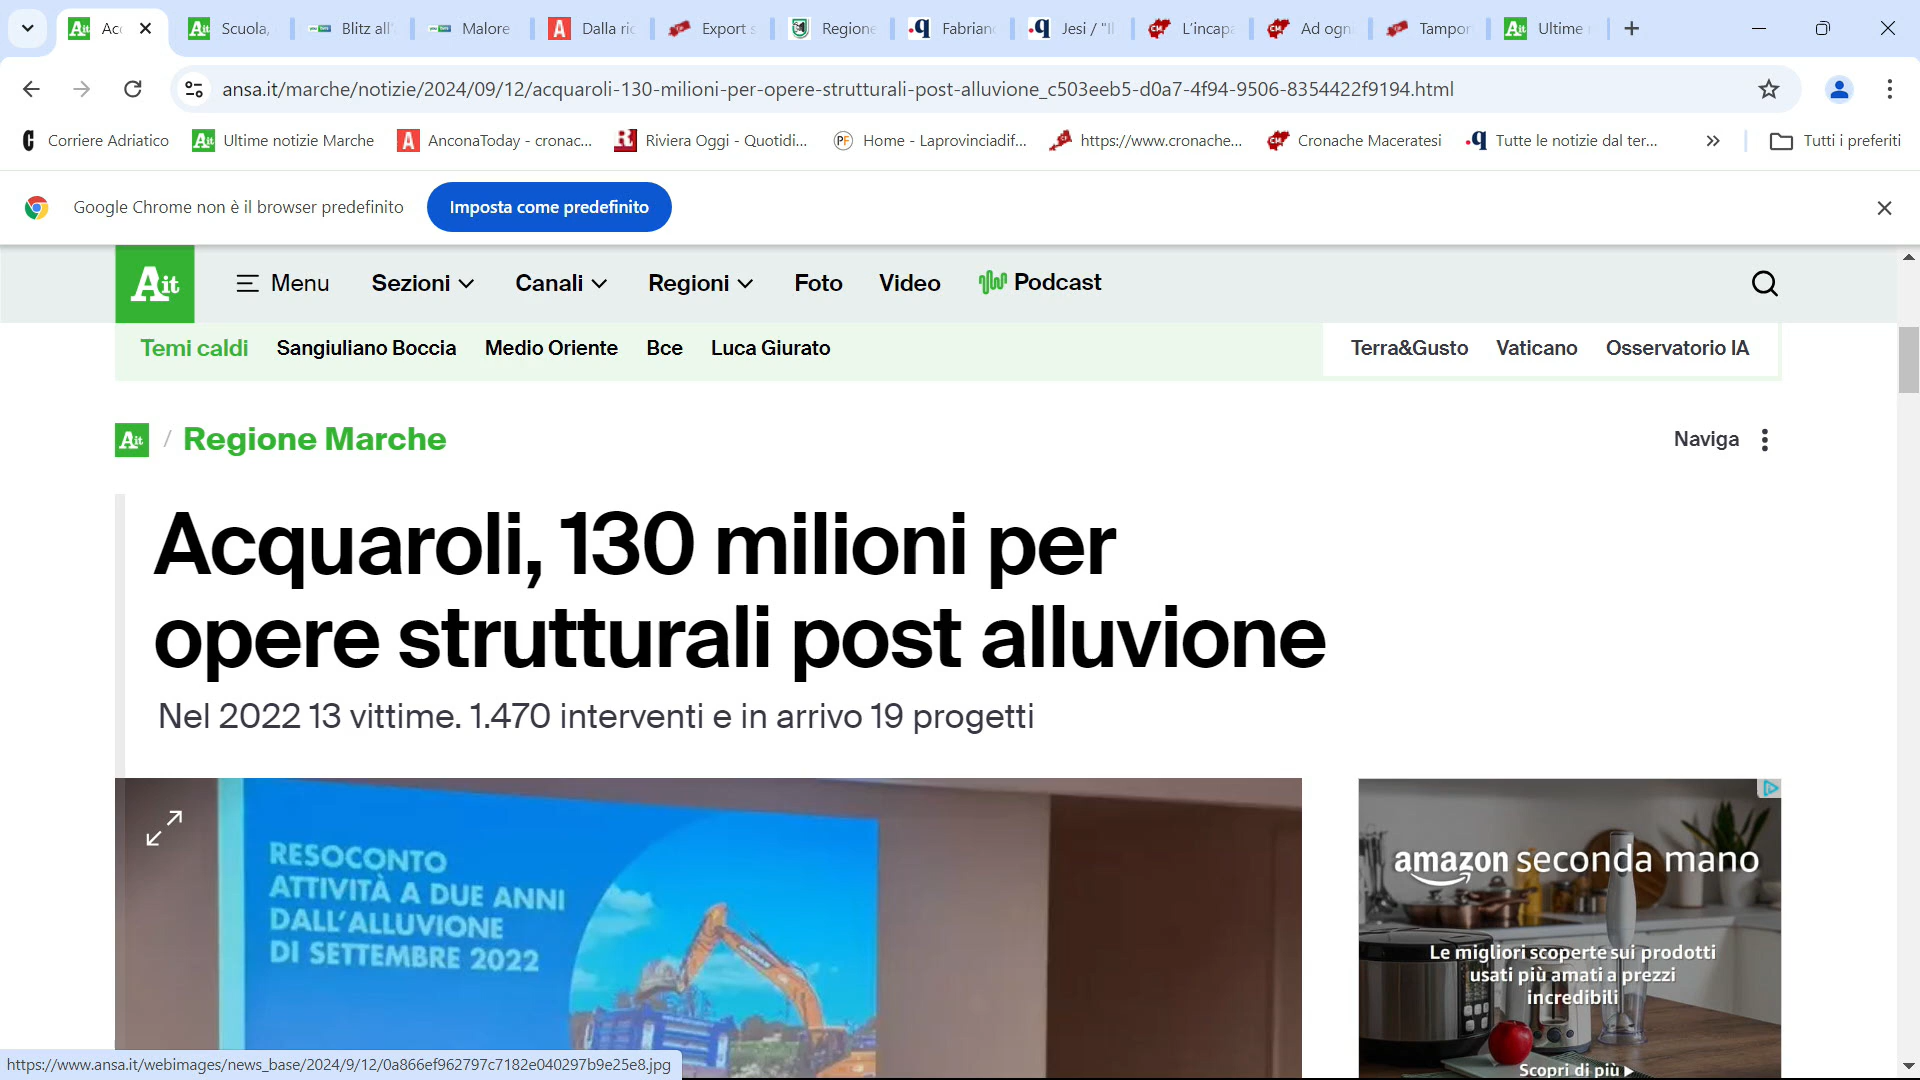 Acc
Scuola,
Blitz all'
Malore
Dalla ric
Export s
Regione
Fabriano
Jesi / "Il
L'incapa
Ad ogni
Tampor
Ultime
ansa.it/marche/notizie/2024/09/12/acquaroli-130-milioni-per-opere-strutturali-post-alluvione_c503eeb5-d0a7-4f94-9506-8354422f9194.html
Corriere Adriatico
Ultime notizie Marche
AnconaToday - cronac...
Riviera Oggi - Quotidi...
Home - Laprovinciadif...
https://www.cronache...
Cronache Maceratesi
Tutte le notizie dal ter...
»
Tutti i preferiti
Google Chrome non è il browser predefinito
Imposta come predefinito
Ait
Menu
Sezioni
Canali
Regioni
Foto
Video
Podcast
Temi caldi
Sangiuliano Boccia
Medio Oriente
Bce
Luca Giurato
Terra&Gusto
Vaticano
Osservatorio IA
Ait / Regione Marche
Naviga
Acquaroli, 130 milioni per
opere strutturali post alluvione
Nel 2022 13 vittime. 1.470 interventi e in arrivo 19 progetti
RESOCONTO
ATTIVITÀ A DUE ANNI
DALL'ALLUVIONE
DI SETTEMBRE 2022
amazon seconda mano
Le migliori scoperte sui prodotti
usati più amati a prezzi
incredibili
Scopri di più
https://www.ansa.it/webimages/news_base/2024/9/12/0a866ef962797c7182e040297b9e25e8.jpg